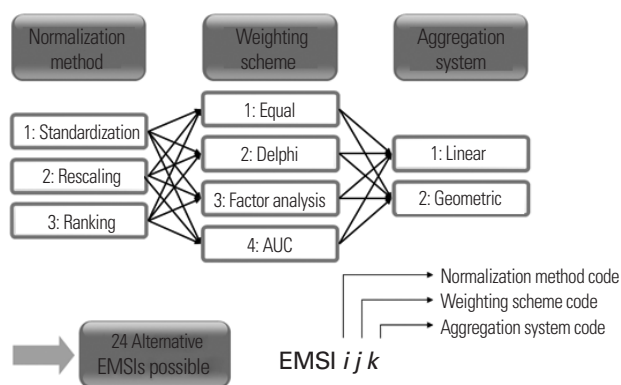 Normalization
method
Weighting
scheme
Aggregation
system
1: Standardization
2: Rescaling
3: Ranking
1: Equal
2: Delphi
3: Factor analysis
4: AUC
1: Linear
2: Geometric
Normalization method code
Weighting scheme code
Aggregation system code
24 Alternative
EMSIs possible
EMSI i j k